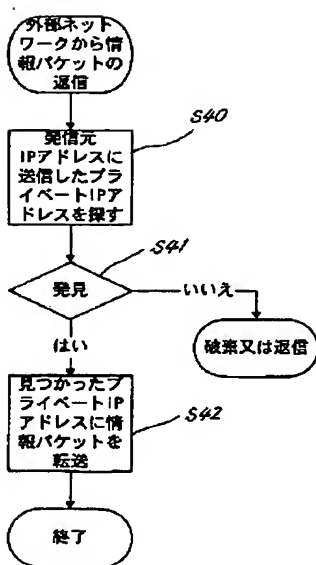 外部ネット
ワークから情
報パケットの
返信
S40
発信元
IPアドレスに
送信したプラ
イベートIPア
ドレスを探す
S41
発見
いいえ
はい
破棄又は返信
見つかったプ
ライベートIP
アドレスに情
報パケットを
転送
S42
終了